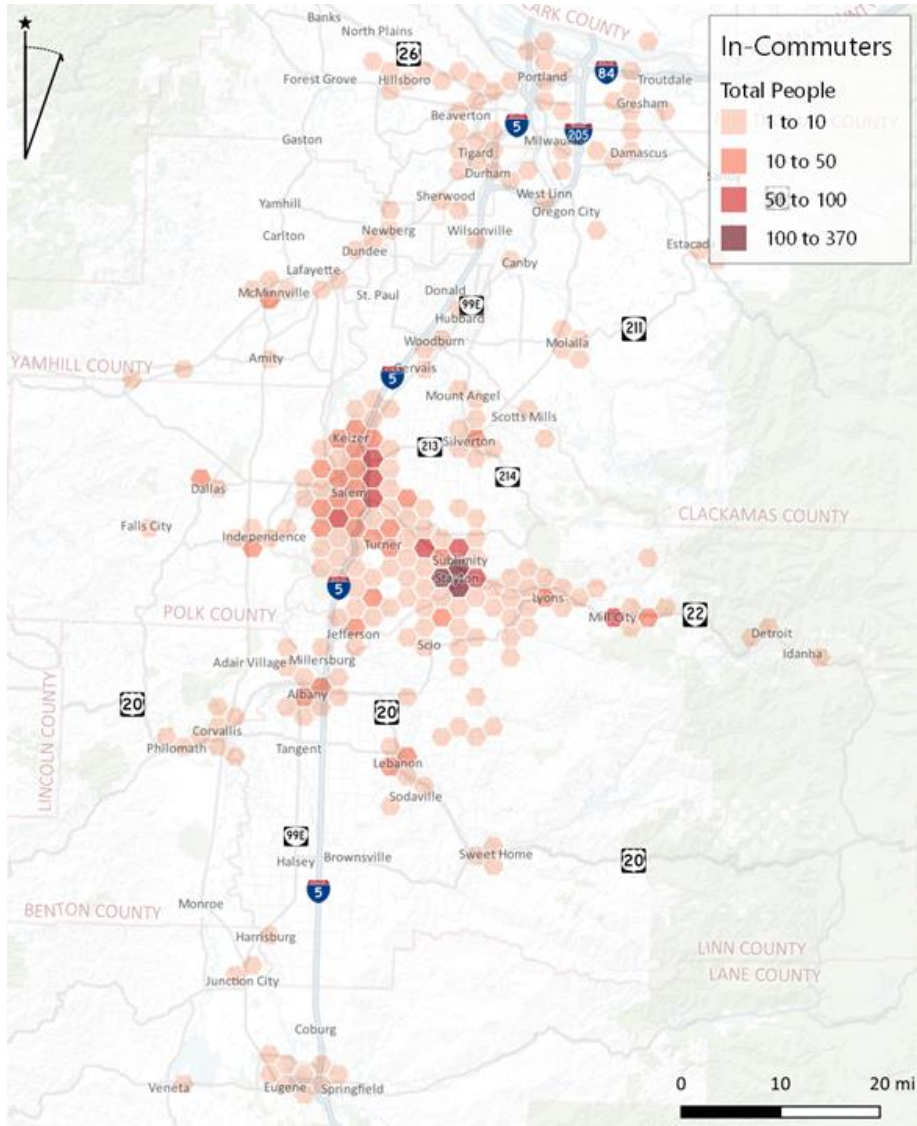 ARK COUNTY
Banks
North Plains
26
Forest Grove
Hillsboro
Portland
84
Troutdale
Gresham
Beaverton
5
205
Gaston
Tigard
Damascus
Durham
Sherwood
West Linn
Yamhill
Oregon City
Carlton
Newberg
Wilsonville
Dundee
Canby
Lafayette
McMinnville
St. Paul
Donald
99E
Hubbard
211
Woodburn
Molalla
Amity
YAMHILL COUNTY
Gervais
5
Mount Angel
Scotts Mills
Keizer
213
Silverton
214
Dallas
Salem
CLACKAMAS COUNTY
Falls City
Independence
Turner
Sublimity
Stayton
5
Lyons
POLK COUNTY
Mill City
22
Jefferson
Detroit
Scio
Idanha
Adair Village
Millersburg
Albany
20
20
LINCOLN COUNTY
Corvallis
Philomath
Tangent
Lebanon
Sodaville
99E
Halsey
Brownsville
Sweet Home
20
5
Monroe
BENTON COUNTY
Harrisburg
LINN COUNTY
LANE COUNTY
Junction City
Coburg
Veneta
Eugene
Springfield
In-Commuters
Total People
1 to 10
10 to 50
50 to 100
100 to 370
0 10 20 mi